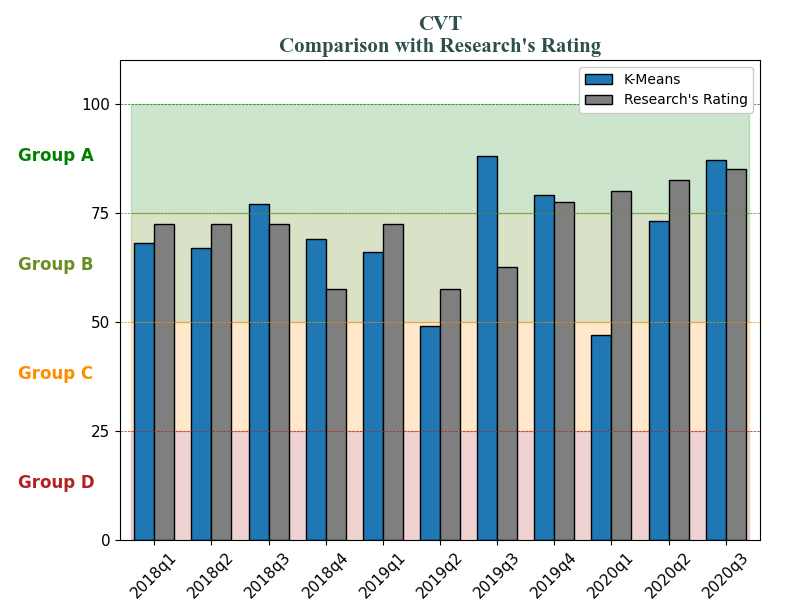 CVT
Comparison with Research's Rating
K-Means
Research's Rating
100
Group A
75
Group B
50
Group C
25
Group D
0
2018q1
2018q2
2018q3
2018q4
2019q1
2019q2
2019q3
2019q4
2020q1
2020q2
2020q3